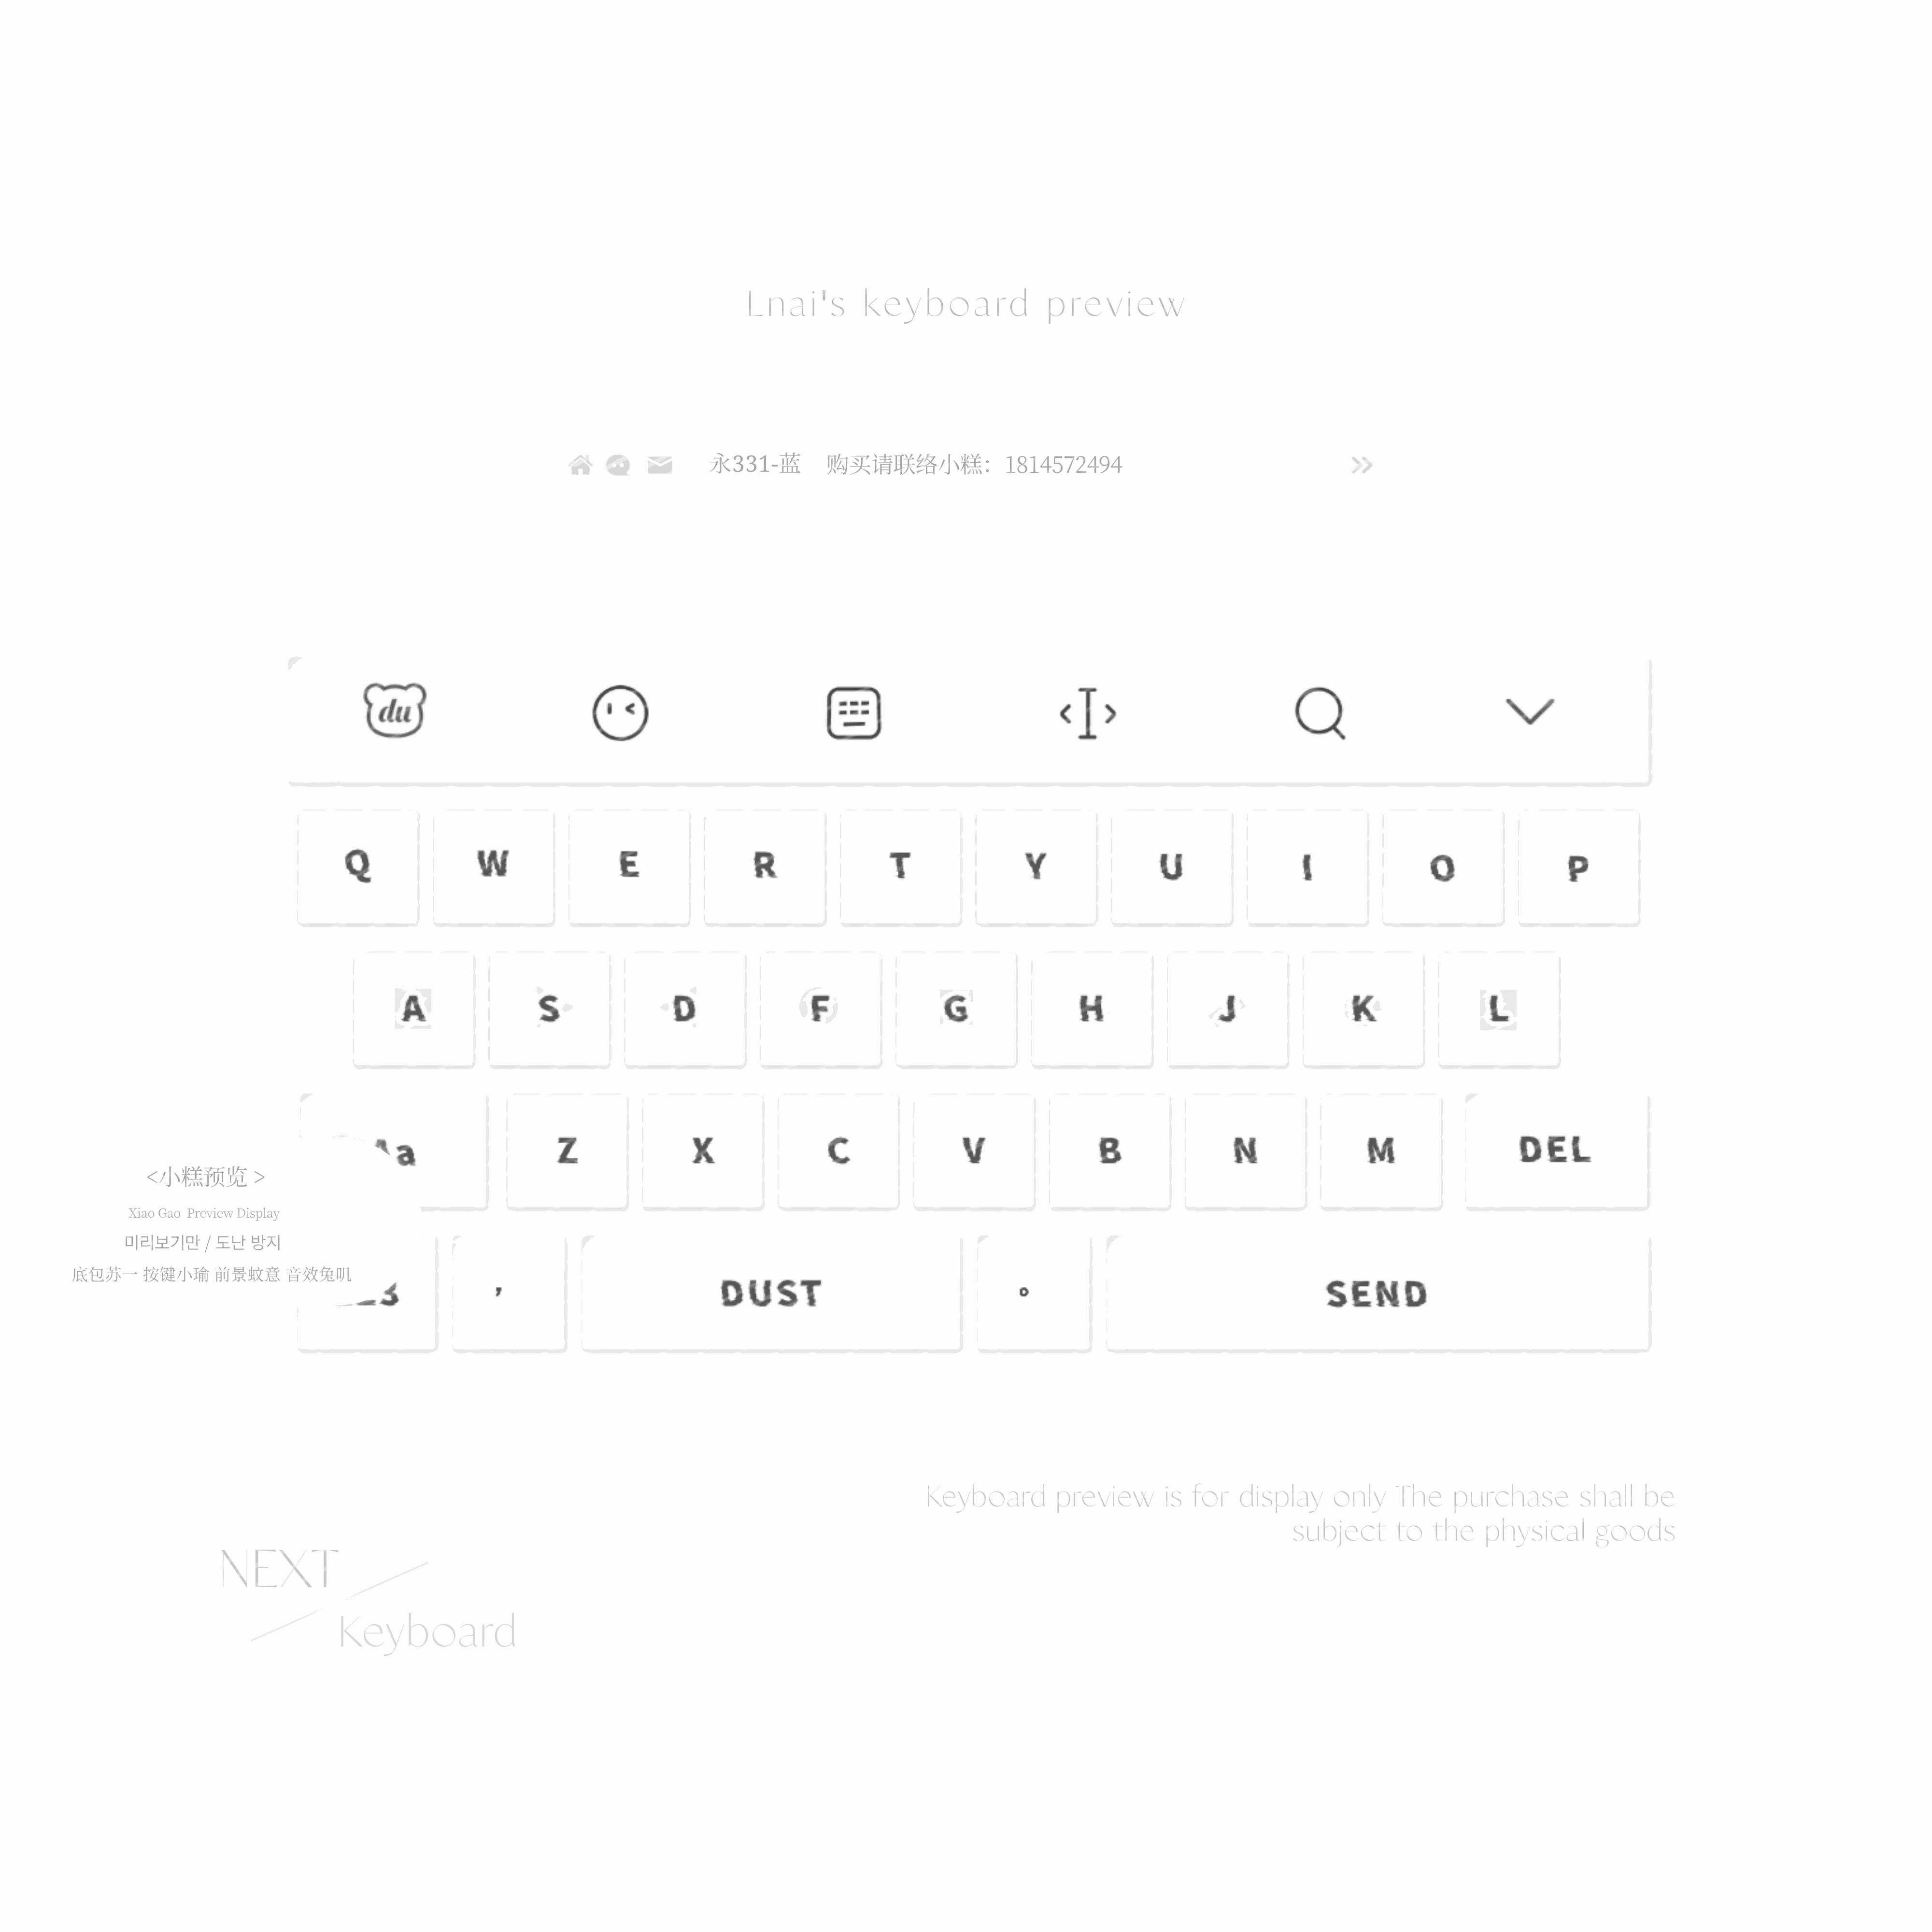 Lnai's keyboard preview
永331-蓝 购买请联络小糕：1814572494
du
Q W E R T Y U I O P
A S D F G H J K L
Z X C V B N M DEL
<小糕预览 >
Xiao Gao Preview Display
미리보기만 / 도난 방지
底包苏一 按键小瑜 前景蚊意 音效兔叽
, DUST 。 SEND
Keyboard preview is for display only The purchase shall be
subject to the physical goods
NEXT
Keyboard